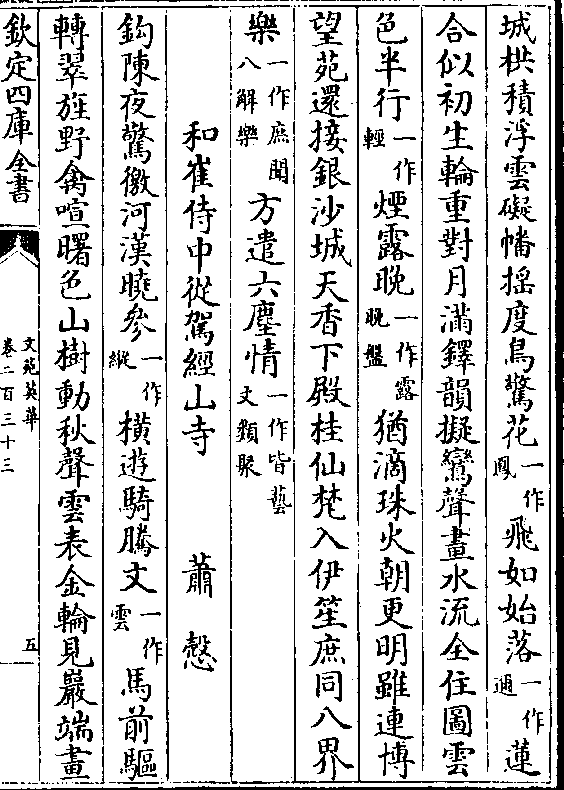 城栱積浮雲礙幡揺度鳥驚花一作鳳飛如始落一作過蓮
合似初生輪重對月滿鐸韻擬鸞聲畫水流全住圖雲
色半行一作輕煙露晚一作露晚盤猶滴珠火朝更明雖連博
望苑還接銀沙城天香下殿桂仙梵入伊笙庶同八界
樂一作庶聞八解樂方遣六塵情一作皆藝文類聚
和崔侍中從駕經山寺 蕭慤
鈎陳夜驚徼河漢曉參一作縱橫遊騎騰文一作雲馬前驅
轉翠旌野禽喧曙色山樹動秋聲雲表金輪見巖端畫
欽定四庫全書
文苑英華
卷二百三十三
五